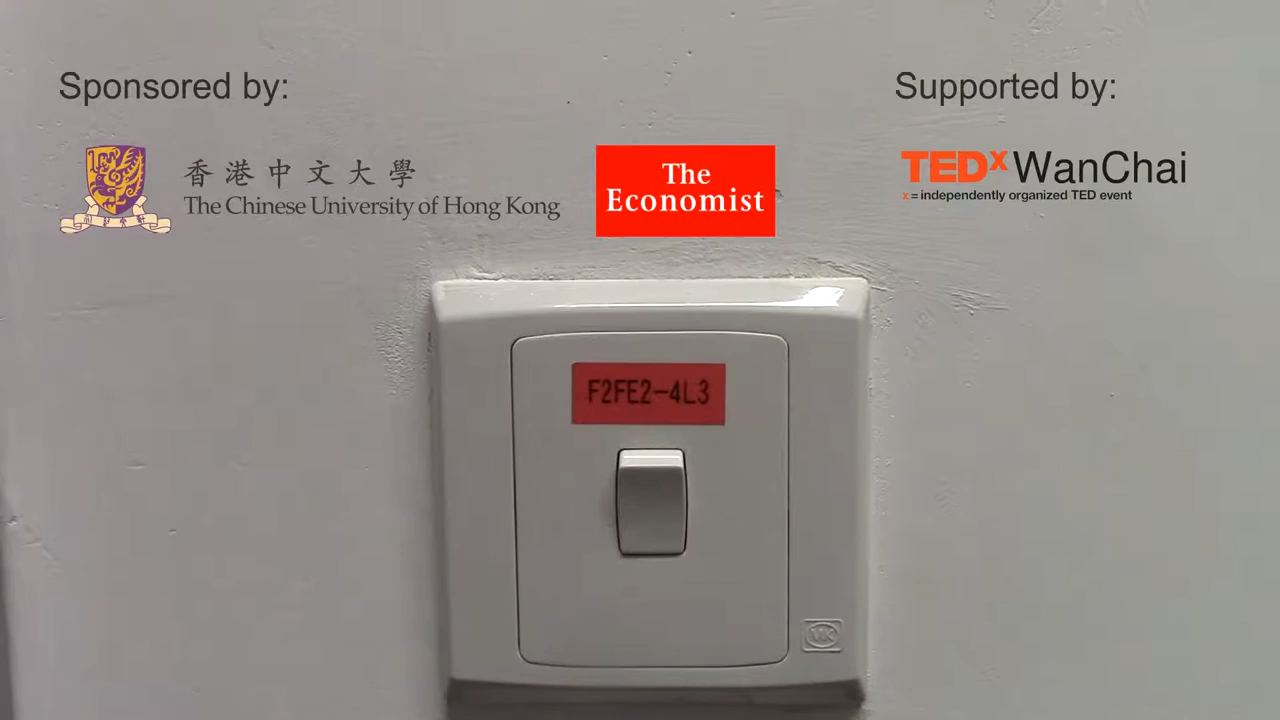 Sponsored by:
香港中文大學
The Chinese University of Hong Kong
The
Economist
Supported by:
TEDxWanChai
x = independently organized TED event
F2FE2-4L3
MK